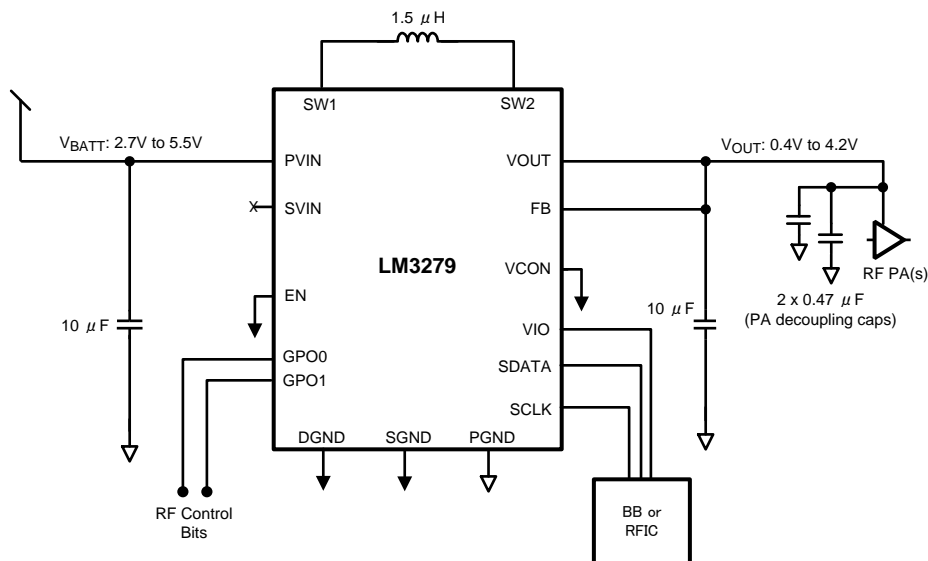 1.5 μH
SW1
SW2
VBATT: 2.7V to 5.5V
PVIN
VOUT
VOUT: 0.4V to 4.2V
X
SVIN
FB
LM3279
VCON
RF PA(s)
EN
2 x 0.47 μF
(PA decoupling caps)
10 μF
10 μF
VIO
GPO0
GPO1
SDATA
SCLK
DGND
SGND
PGND
RF Control
Bits
BB or
RFIC